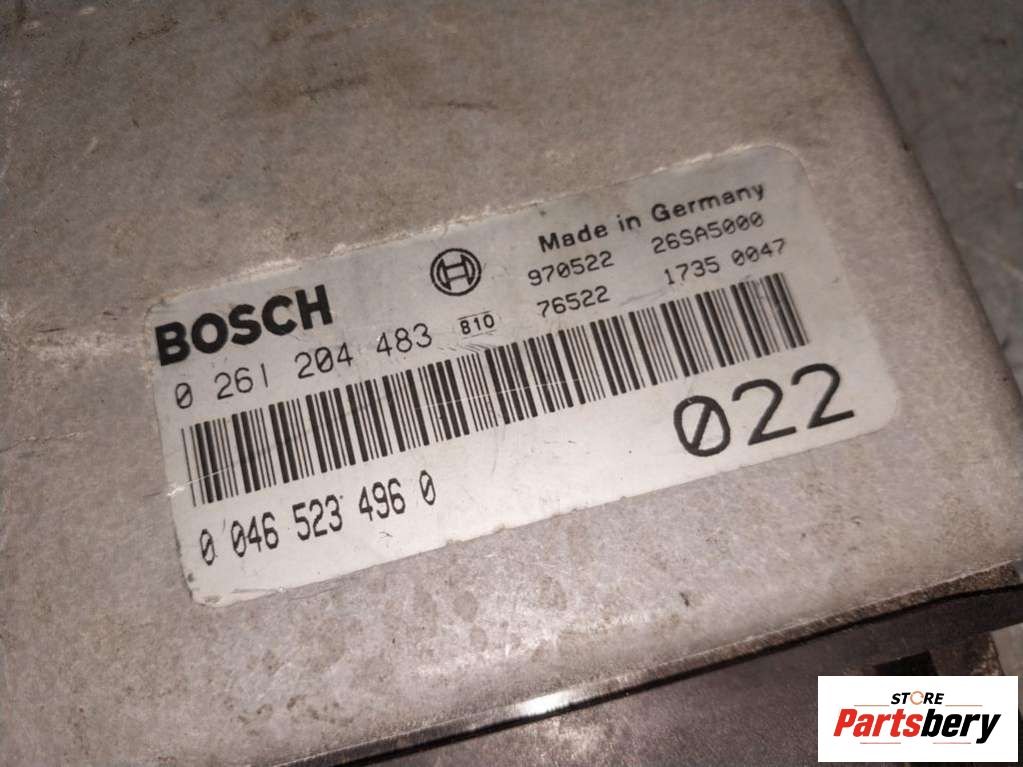 Made in Germany
BOSCH
970522 26SA5000
0 261 204 483 810 76522 1735 0047
022
0 046 523 496 0
STORE
Partsbery